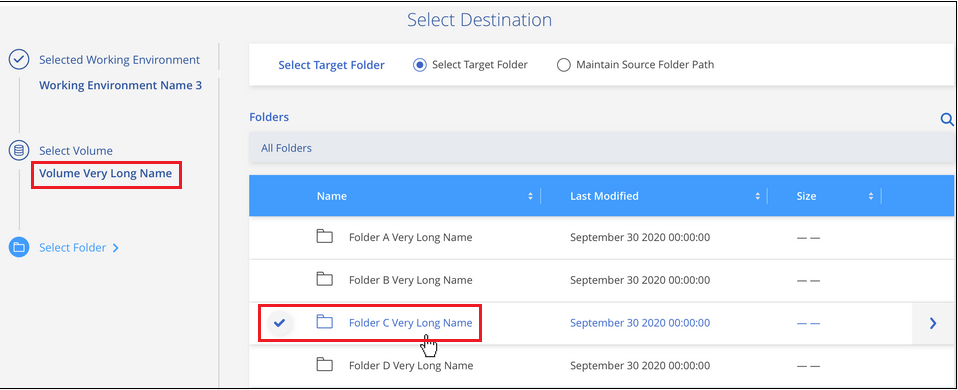 Select Destination
Selected Working Environment
Working Environment Name 3
Select Volume
Volume Very Long Name
Select Folder
Select Target Folder Select Target Folder Maintain Source Folder Path
Folders
All Folders
Name Last Modified Size
Folder A Very Long Name September 30 2020 00:00:00 — —
Folder B Very Long Name September 30 2020 00:00:00 — —
Folder C Very Long Name September 30 2020 00:00:00 — —
Folder D Very Long Name September 30 2020 00:00:00 — —